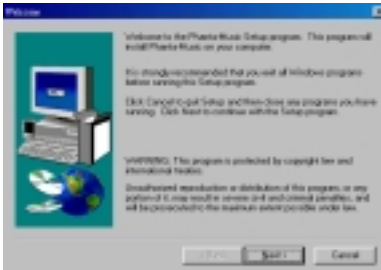 Welcome
Welcome to the Phanta Music Setup program. This program will
install Phanta Music on your computer.
It is strongly recommended that you exit all Windows programs
before running this Setup program.
Click Cancel to quit Setup and then close any programs you have
running. Click Next to continue with the Setup program.
WARNING: This program is protected by copyright law and
international treaties.
Unauthorized reproduction or distribution of this program, or any
portion of it, may result in severe civil and criminal penalties, and
will be prosecuted to the maximum extent possible under law.
< Back
Next >
Cancel